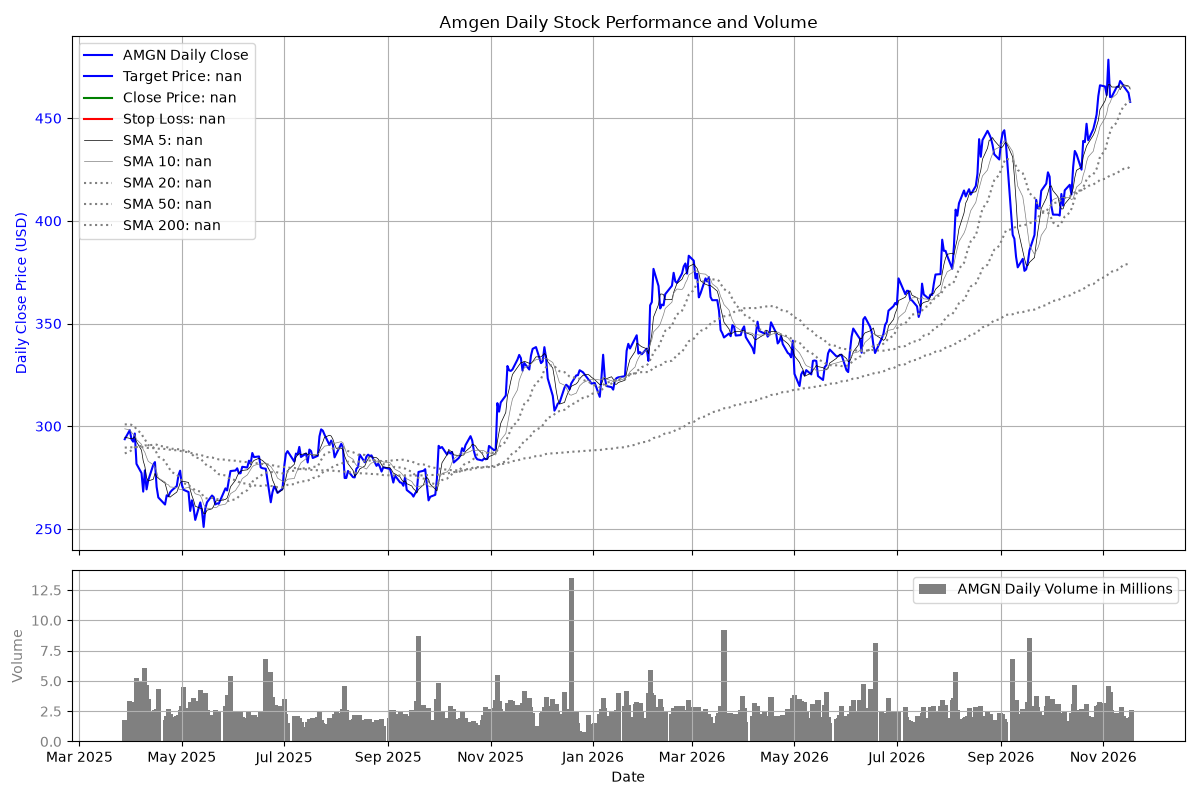 Amgen Daily Stock Performance and Volume
AMGN Daily Close
Target Price: nan
Close Price: nan
Stop Loss: nan
SMA 5: nan
SMA 10: nan
SMA 20: nan
SMA 50: nan
SMA 200: nan
Daily Close Price (USD)
450
400
350
300
250
AMGN Daily Volume in Millions
Volume
12.5
10.0
7.5
5.0
2.5
0.0
Mar 2025 May 2025 Jul 2025 Sep 2025 Nov 2025 Jan 2026 Mar 2026 May 2026 Jul 2026 Sep 2026 Nov 2026
Date